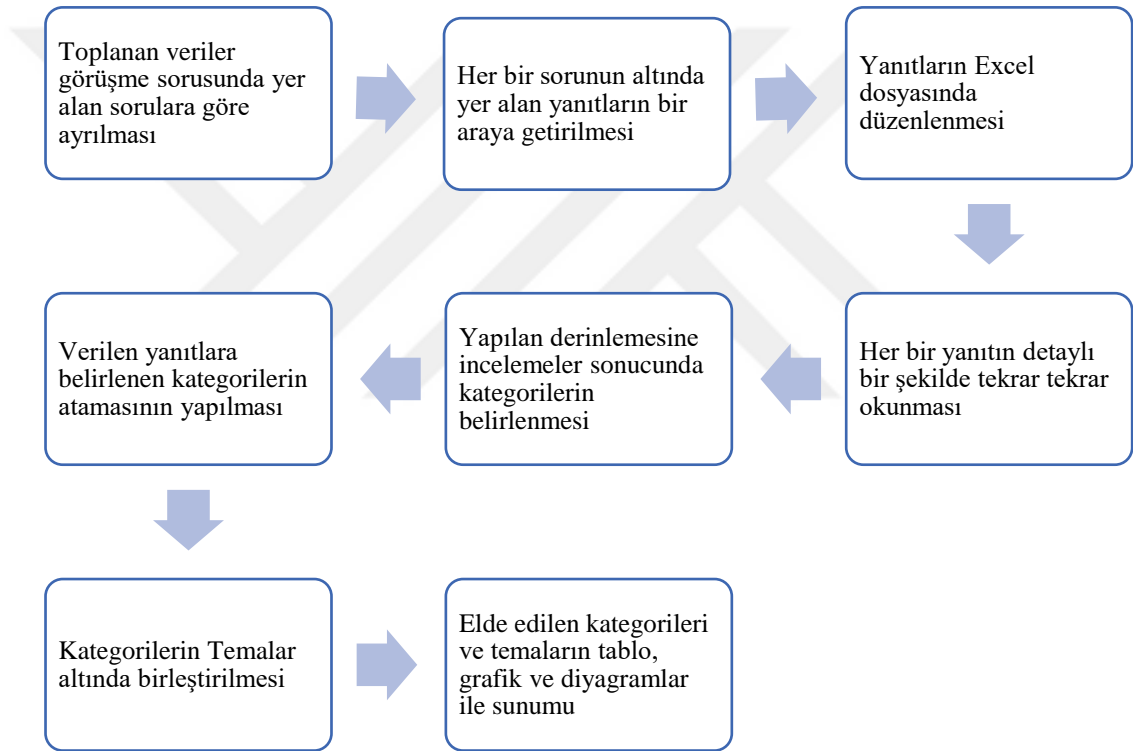 Toplanan veriler
görüşme sorusunda yer
alan sorulara göre
ayrılması
Her bir sorunun altında
yer alan yanıtların bir
araya getirilmesi
Yanıtların Excel
dosyasında
düzenlenmesi
Her bir yanıtın detaylı
bir şekilde tekrar tekrar
okunması
Yapılan derinlemesine
incelemeler sonucunda
kategorilerin
belirlenmesi
Verilen yanıtlara
belirlenen kategorilerin
atamasının yapılması
Kategorilerin Temalar
altında birleştirilmesi
Elde edilen kategorileri
ve temaların tablo,
grafik ve diyagramlar
ile sunumu